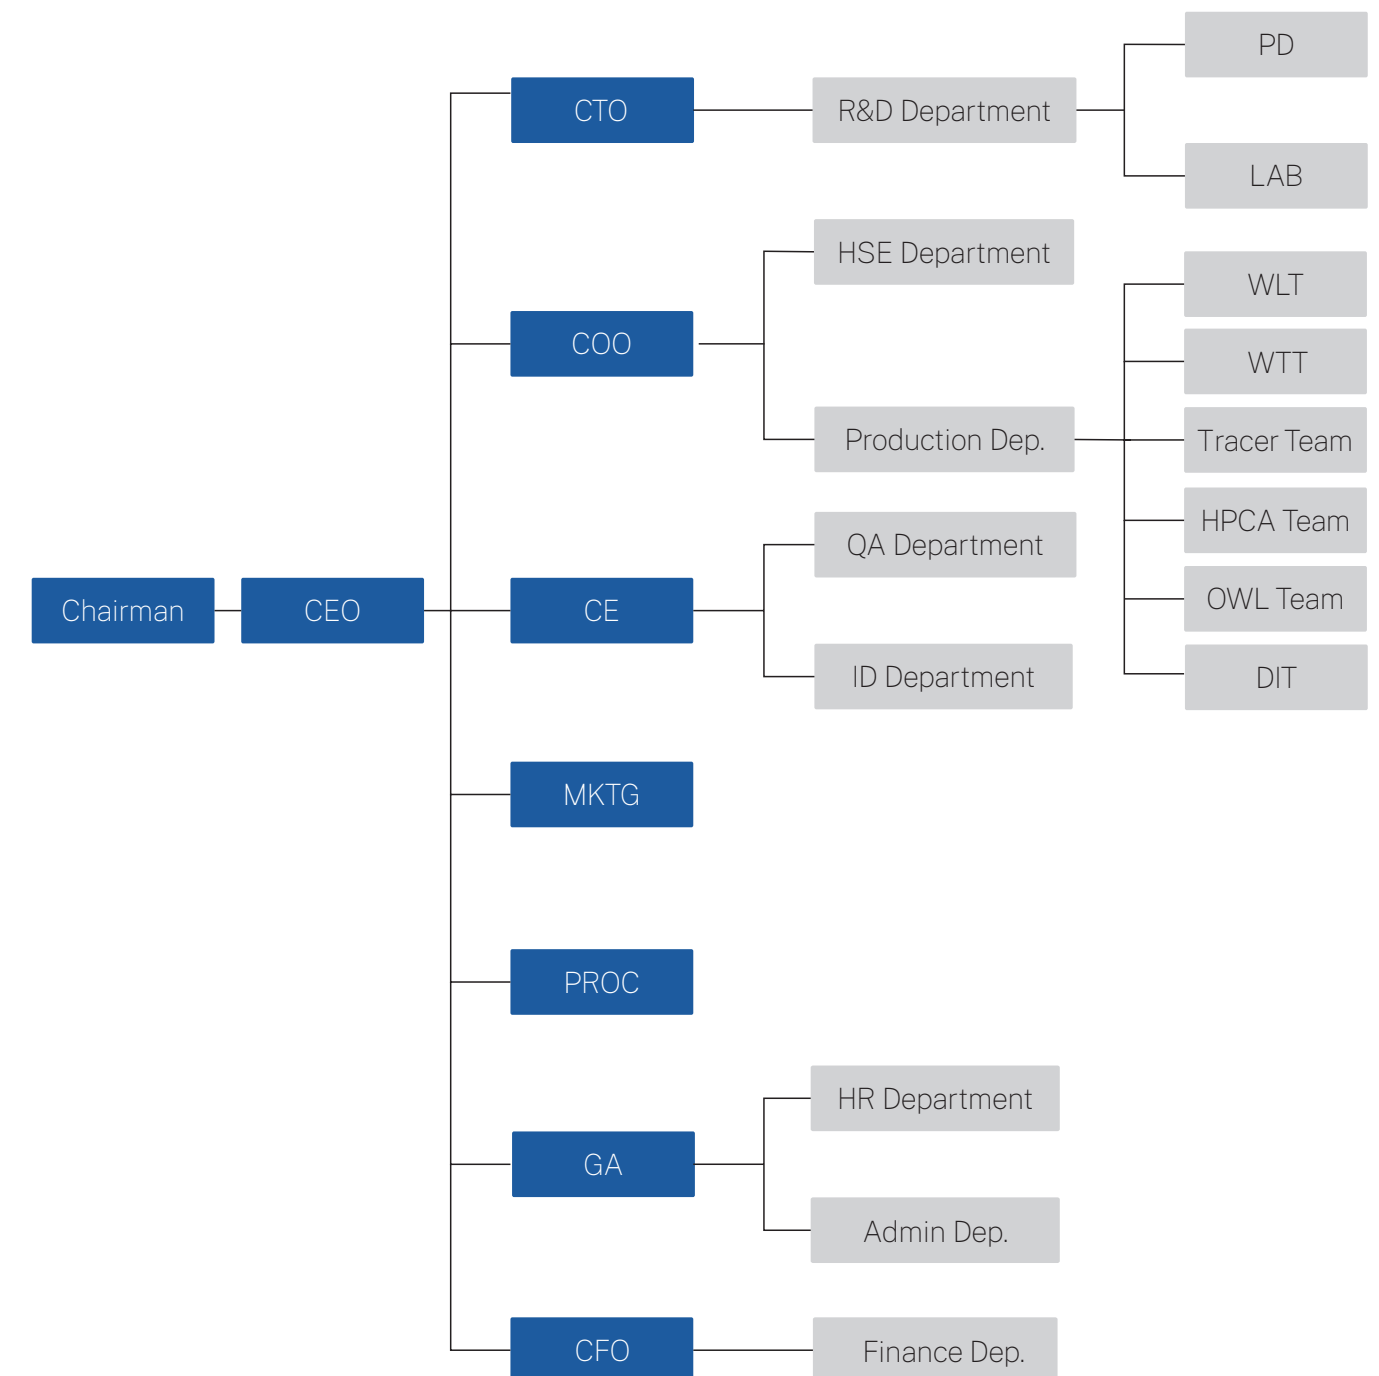 PD
CTO
R&D Department
LAB
HSE Department
WLT
COO
WTT
Production Dep.
Tracer Team
HPCA Team
QA Department
OWL Team
Chairman
CEO
CE
ID Department
DIT
MKTG
PROC
HR Department
GA
Admin Dep.
CFO
Finance Dep.